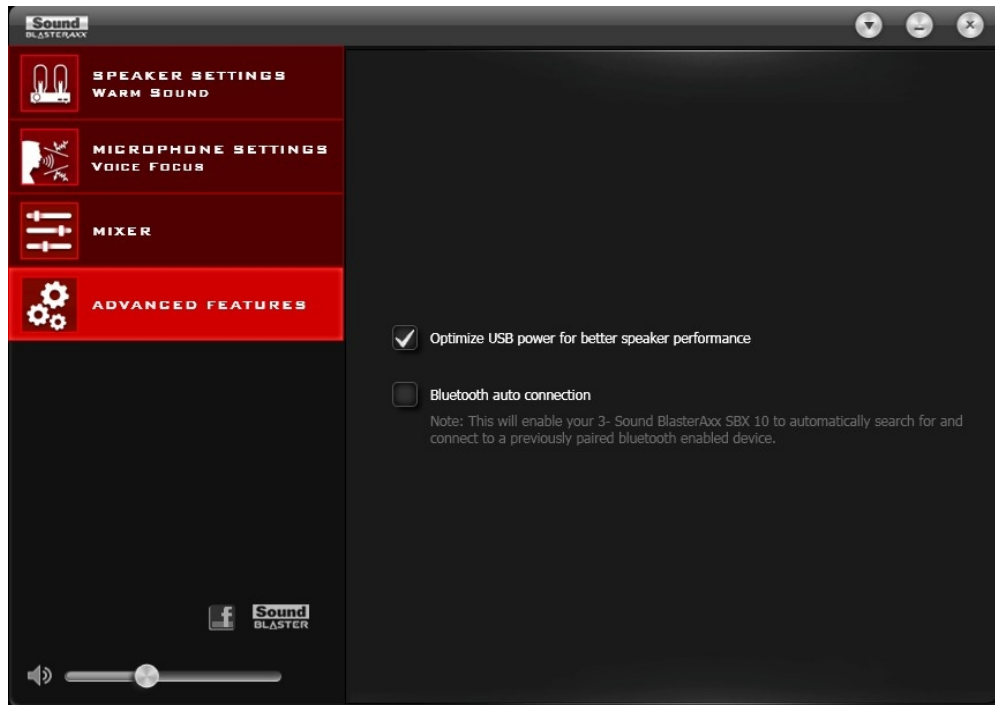 Sound
BLASTERAXX
SPEAKER SETTINGS
WARM SOUND
MICROPHONE SETTINGS
VOICE FOCUS
MIXER
ADVANCED FEATURES
Optimize USB power for better speaker performance
Bluetooth auto connection
Note: This will enable your 3- Sound BlasterAxx SBX 10 to automatically search for and
connect to a previously paired bluetooth enabled device.
f
Sound
BLASTER